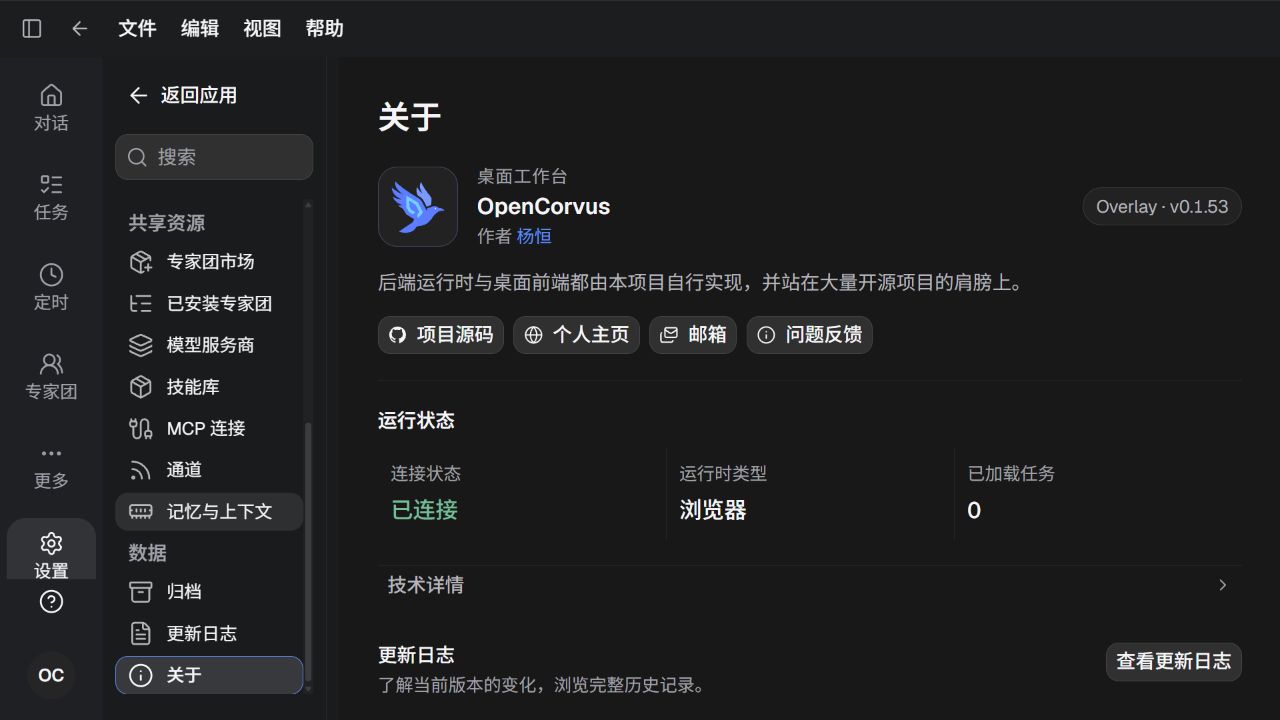 文件 编辑 视图 帮助
对话
任务
定时
专家团
更多
设置
OC
返回应用
搜索
共享资源
专家团市场
已安装专家团
模型服务商
技能库
MCP 连接
通道
记忆与上下文
数据
归档
更新日志
关于
关于
桌面工作台
OpenCorvus
作者 杨恒
Overlay · v0.1.53
后端运行时与桌面前端都由本项目自行实现，并站在大量开源项目的肩膀上。
项目源码 个人主页 邮箱 问题反馈
运行状态
连接状态 运行时类型 已加载任务
已连接 浏览器 0
技术详情
更新日志
了解当前版本的变化，浏览完整历史记录。
查看更新日志